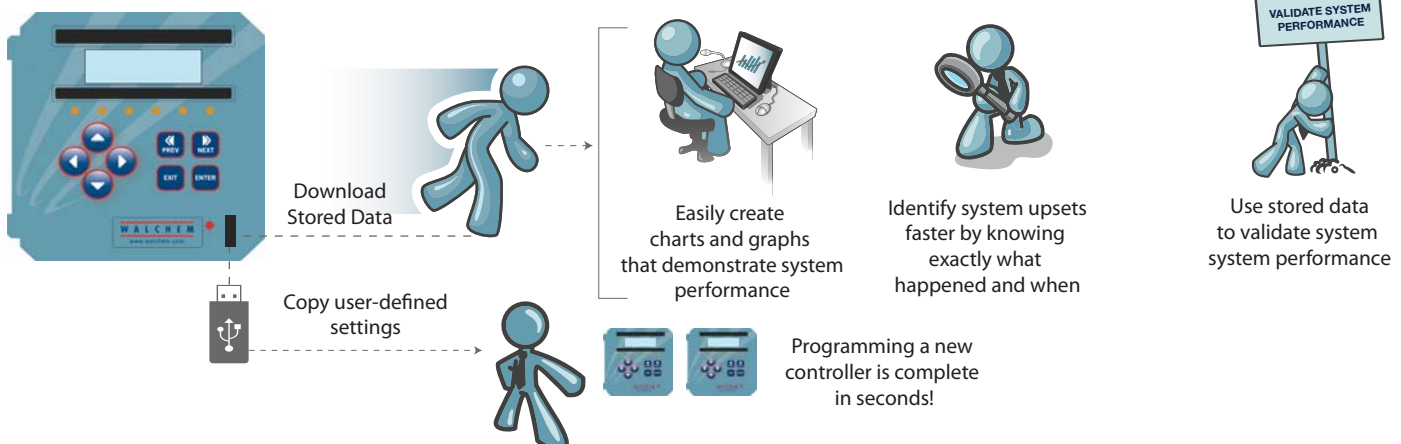 PREV
NEXT
EXIT
ENTER
WALCHEM
www.walchem.com
Download
Stored Data
Copy user-defined
settings
Easily create
charts and graphs
that demonstrate system
performance
Identify system upsets
faster by knowing
exactly what
happened and when
VALIDATE SYSTEM
PERFORMANCE
Use stored data
to validate system
system performance
Programming a new
controller is complete
in seconds!